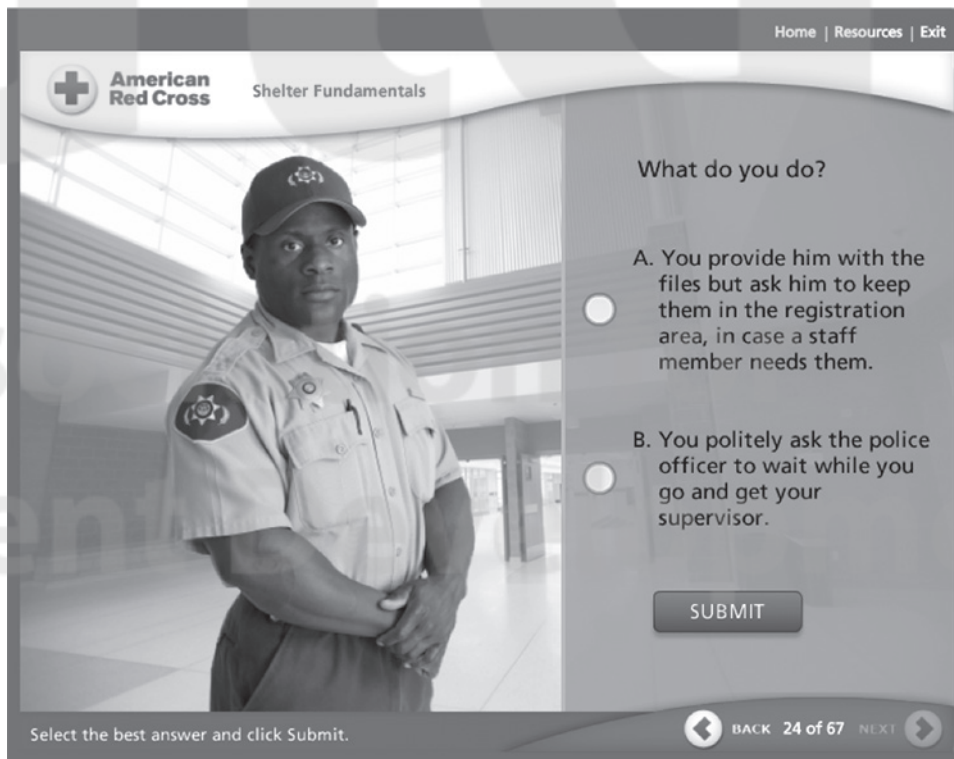 Home | Resources | Exit
American
Red Cross
Shelter Fundamentals
What do you do?
A. You provide him with the
files but ask him to keep
them in the registration
area, in case a staff
member needs them.
B. You politely ask the police
officer to wait while you
go and get your
supervisor.
SUBMIT
Select the best answer and click Submit.
BACK 24 of 67 NEXT